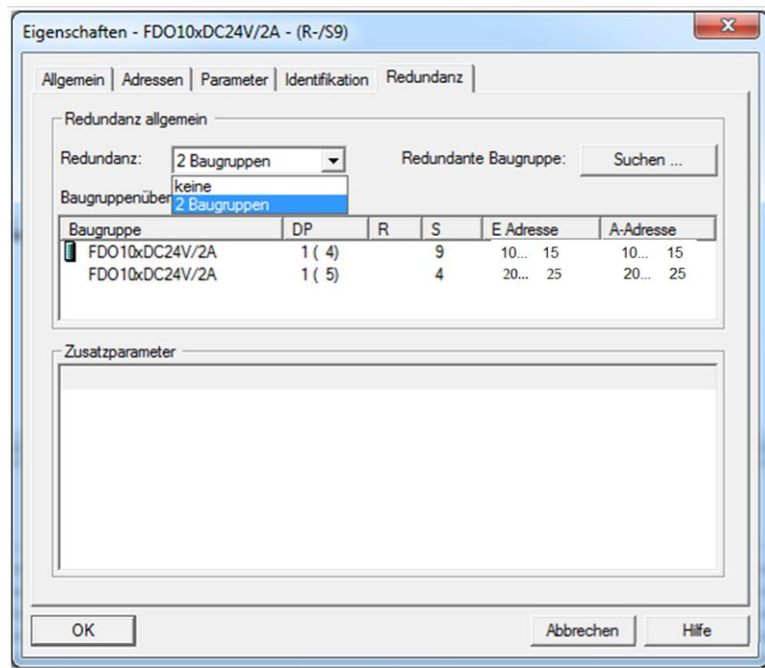 Eigenschaften - FDO10xDC24V/2A - (R-/S9)
Allgemein Adressen Parameter Identifikation Redundanz
Redundanz allgemein
Redundanz: 2 Baugruppen Redundante Baugruppe: Suchen ...
keine
Baugruppenüber 2 Baugruppen
Baugruppe DP R S E Adresse A-Adresse
FDO10xDC24V/2A 1 ( 4) 9 10... 15 10... 15
FDO10xDC24V/2A 1 ( 5) 4 20... 25 20... 25
Zusatzparameter
OK Abbrechen Hilfe